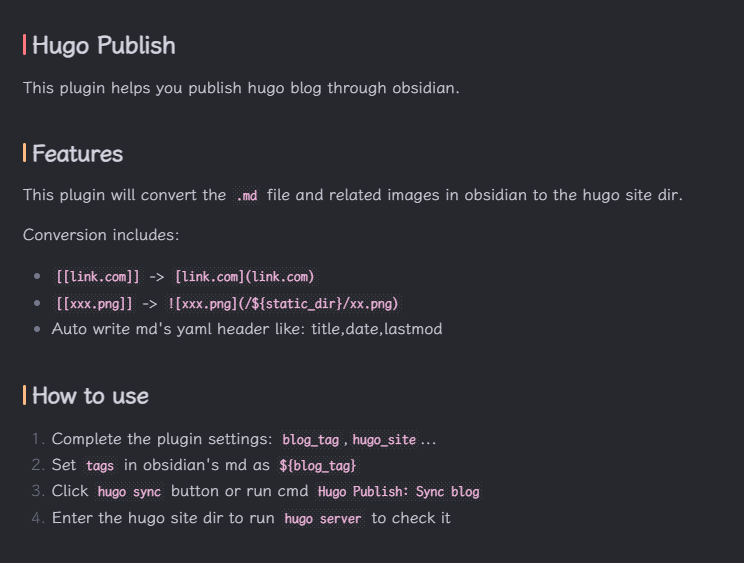 Hugo Publish
This plugin helps you publish hugo blog through obsidian.
Features
This plugin will convert the .md file and related images in obsidian to the hugo site dir.
Conversion includes:
[[link.com]] -> [link.com](link.com)
[[xxx.png]] -> ![xxx.png](/${static_dir}/xx.png)
Auto write md's yaml header like: title,date,lastmod
How to use
1. Complete the plugin settings: blog_tag , hugo_site ...
2. Set tags in obsidian's md as ${blog_tag}
3. Click hugo sync button or run cmd Hugo Publish: Sync blog
4. Enter the hugo site dir to run hugo server to check it